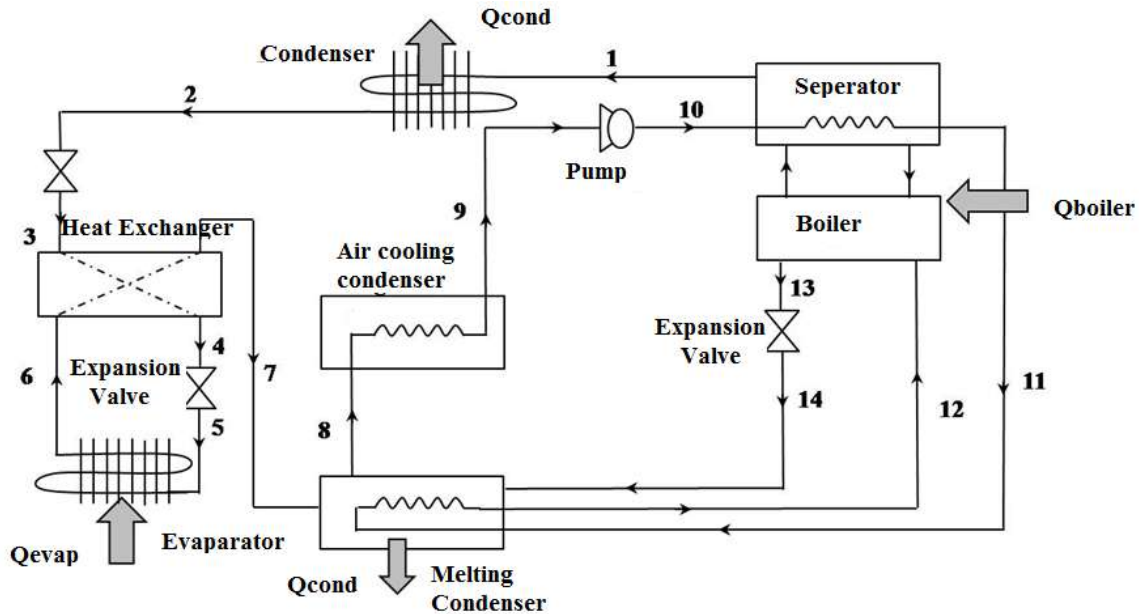 Qcond
Condenser
1
Seperator
2
10
Pump
9
Qboiler
Boiler
3
Heat Exchanger
Air cooling
condenser
13
Expansion
Valve
4
Expansion
Valve
6
7
11
14
12
5
8
Evaparator
Qevap
Qcond
Melting
Condenser